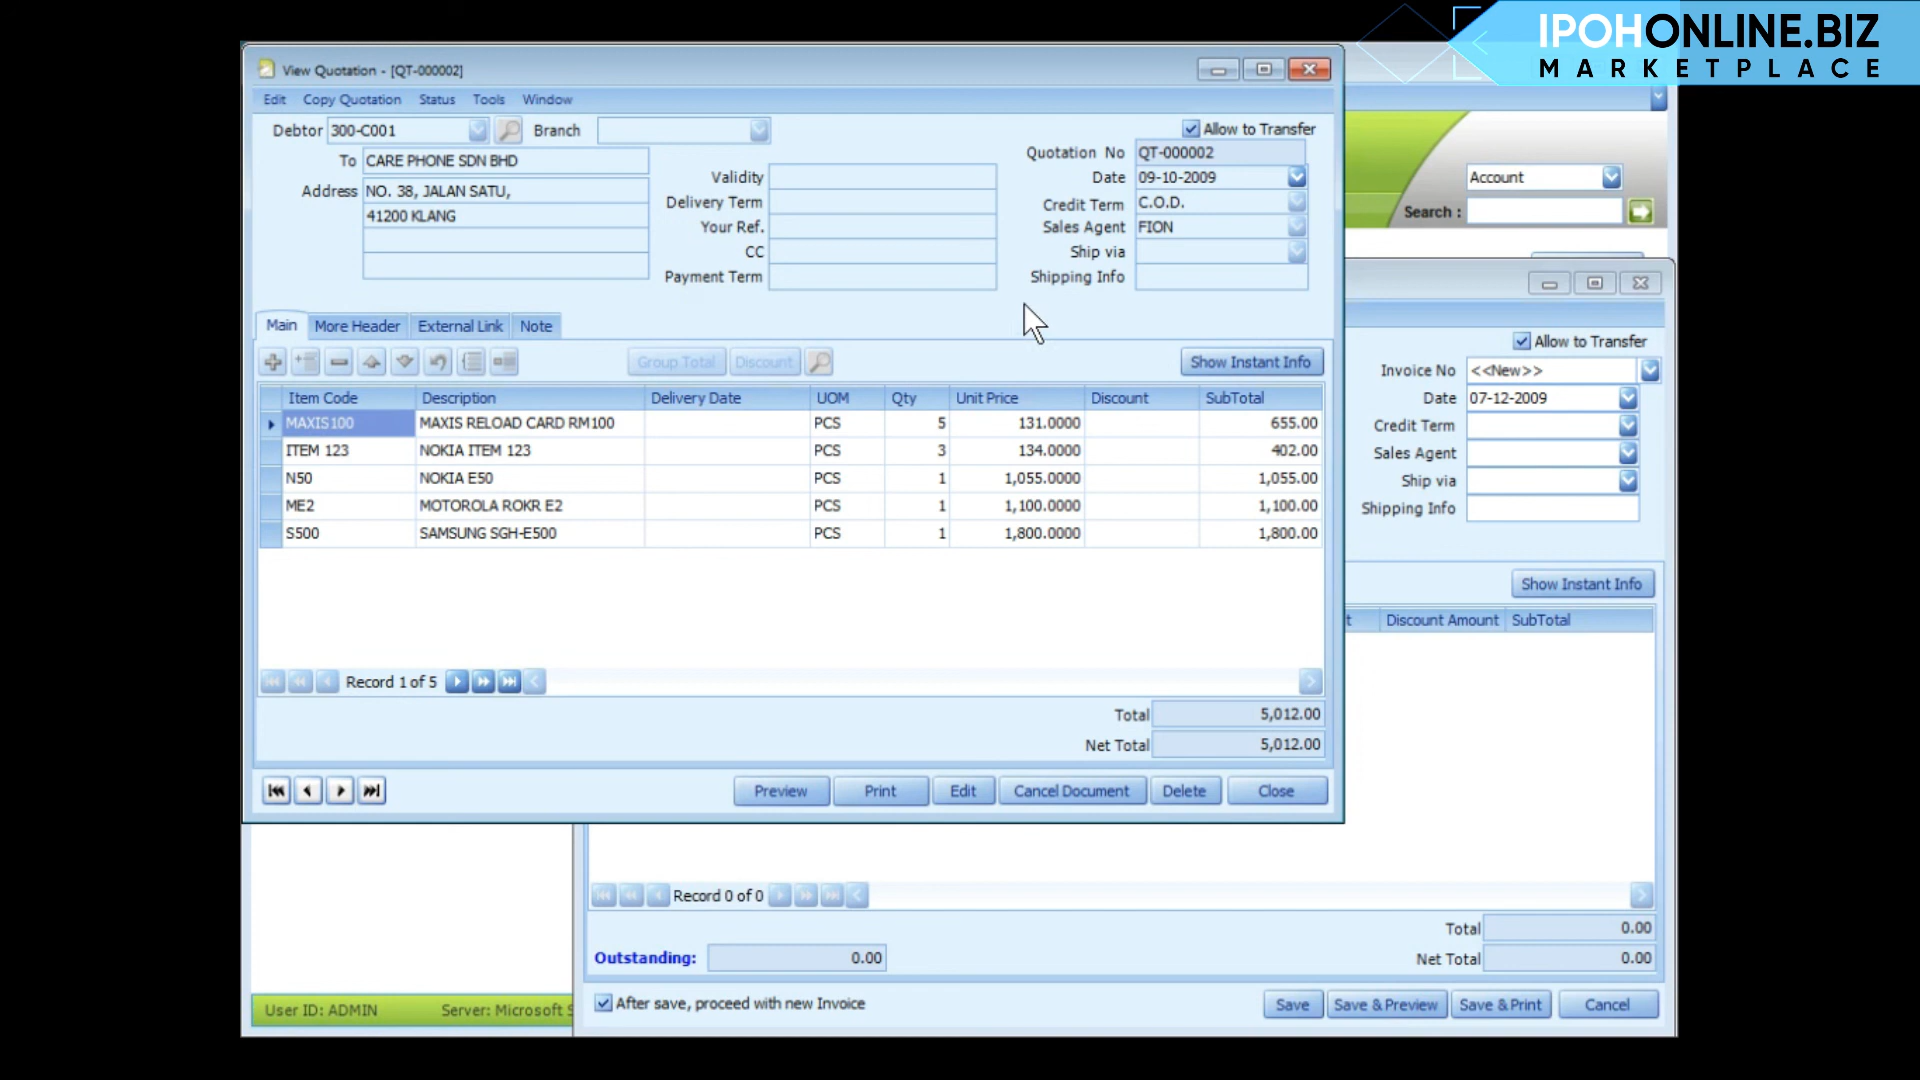 IPOHONLINE.BIZ
MARKETPLACE
View Quotation - [QT-000002]
Edit Copy Quotation Status Tools Window
Debtor 300-C001 Branch
Allow to Transfer
To CARE PHONE SDN BHD
Address NO. 38, JALAN SATU,
41200 KLANG
Validity
Delivery Term
Your Ref.
CC
Payment Term
Quotation No QT-000002
Date 09-10-2009
Credit Term C.O.D.
Sales Agent FION
Ship via
Shipping Info
Main More Header External Link Note
Group Total Discount Show Instant Info
Item Code Description Delivery Date UOM Qty Unit Price Discount SubTotal
MAXIS100 MAXIS RELOAD CARD RM100 PCS 5 131.0000 655.00
ITEM 123 NOKIA ITEM 123 PCS 3 134.0000 402.00
N50 NOKIA E50 PCS 1 1,055.0000 1,055.00
ME2 MOTOROLA ROKR E2 PCS 1 1,100.0000 1,100.00
S500 SAMSUNG SGH-E500 PCS 1 1,800.0000 1,800.00
Record 1 of 5
Total 5,012.00
Net Total 5,012.00
Preview Print Edit Cancel Document Delete Close
Account
Search :
Allow to Transfer
Invoice No <<New>>
Date 07-12-2009
Credit Term
Sales Agent
Ship via
Shipping Info
Show Instant Info
t Discount Amount SubTotal
Record 0 of 0
Total 0.00
Outstanding: 0.00
Net Total 0.00
After save, proceed with new Invoice
Save Save & Preview Save & Print Cancel
User ID: ADMIN Server: Microsoft S